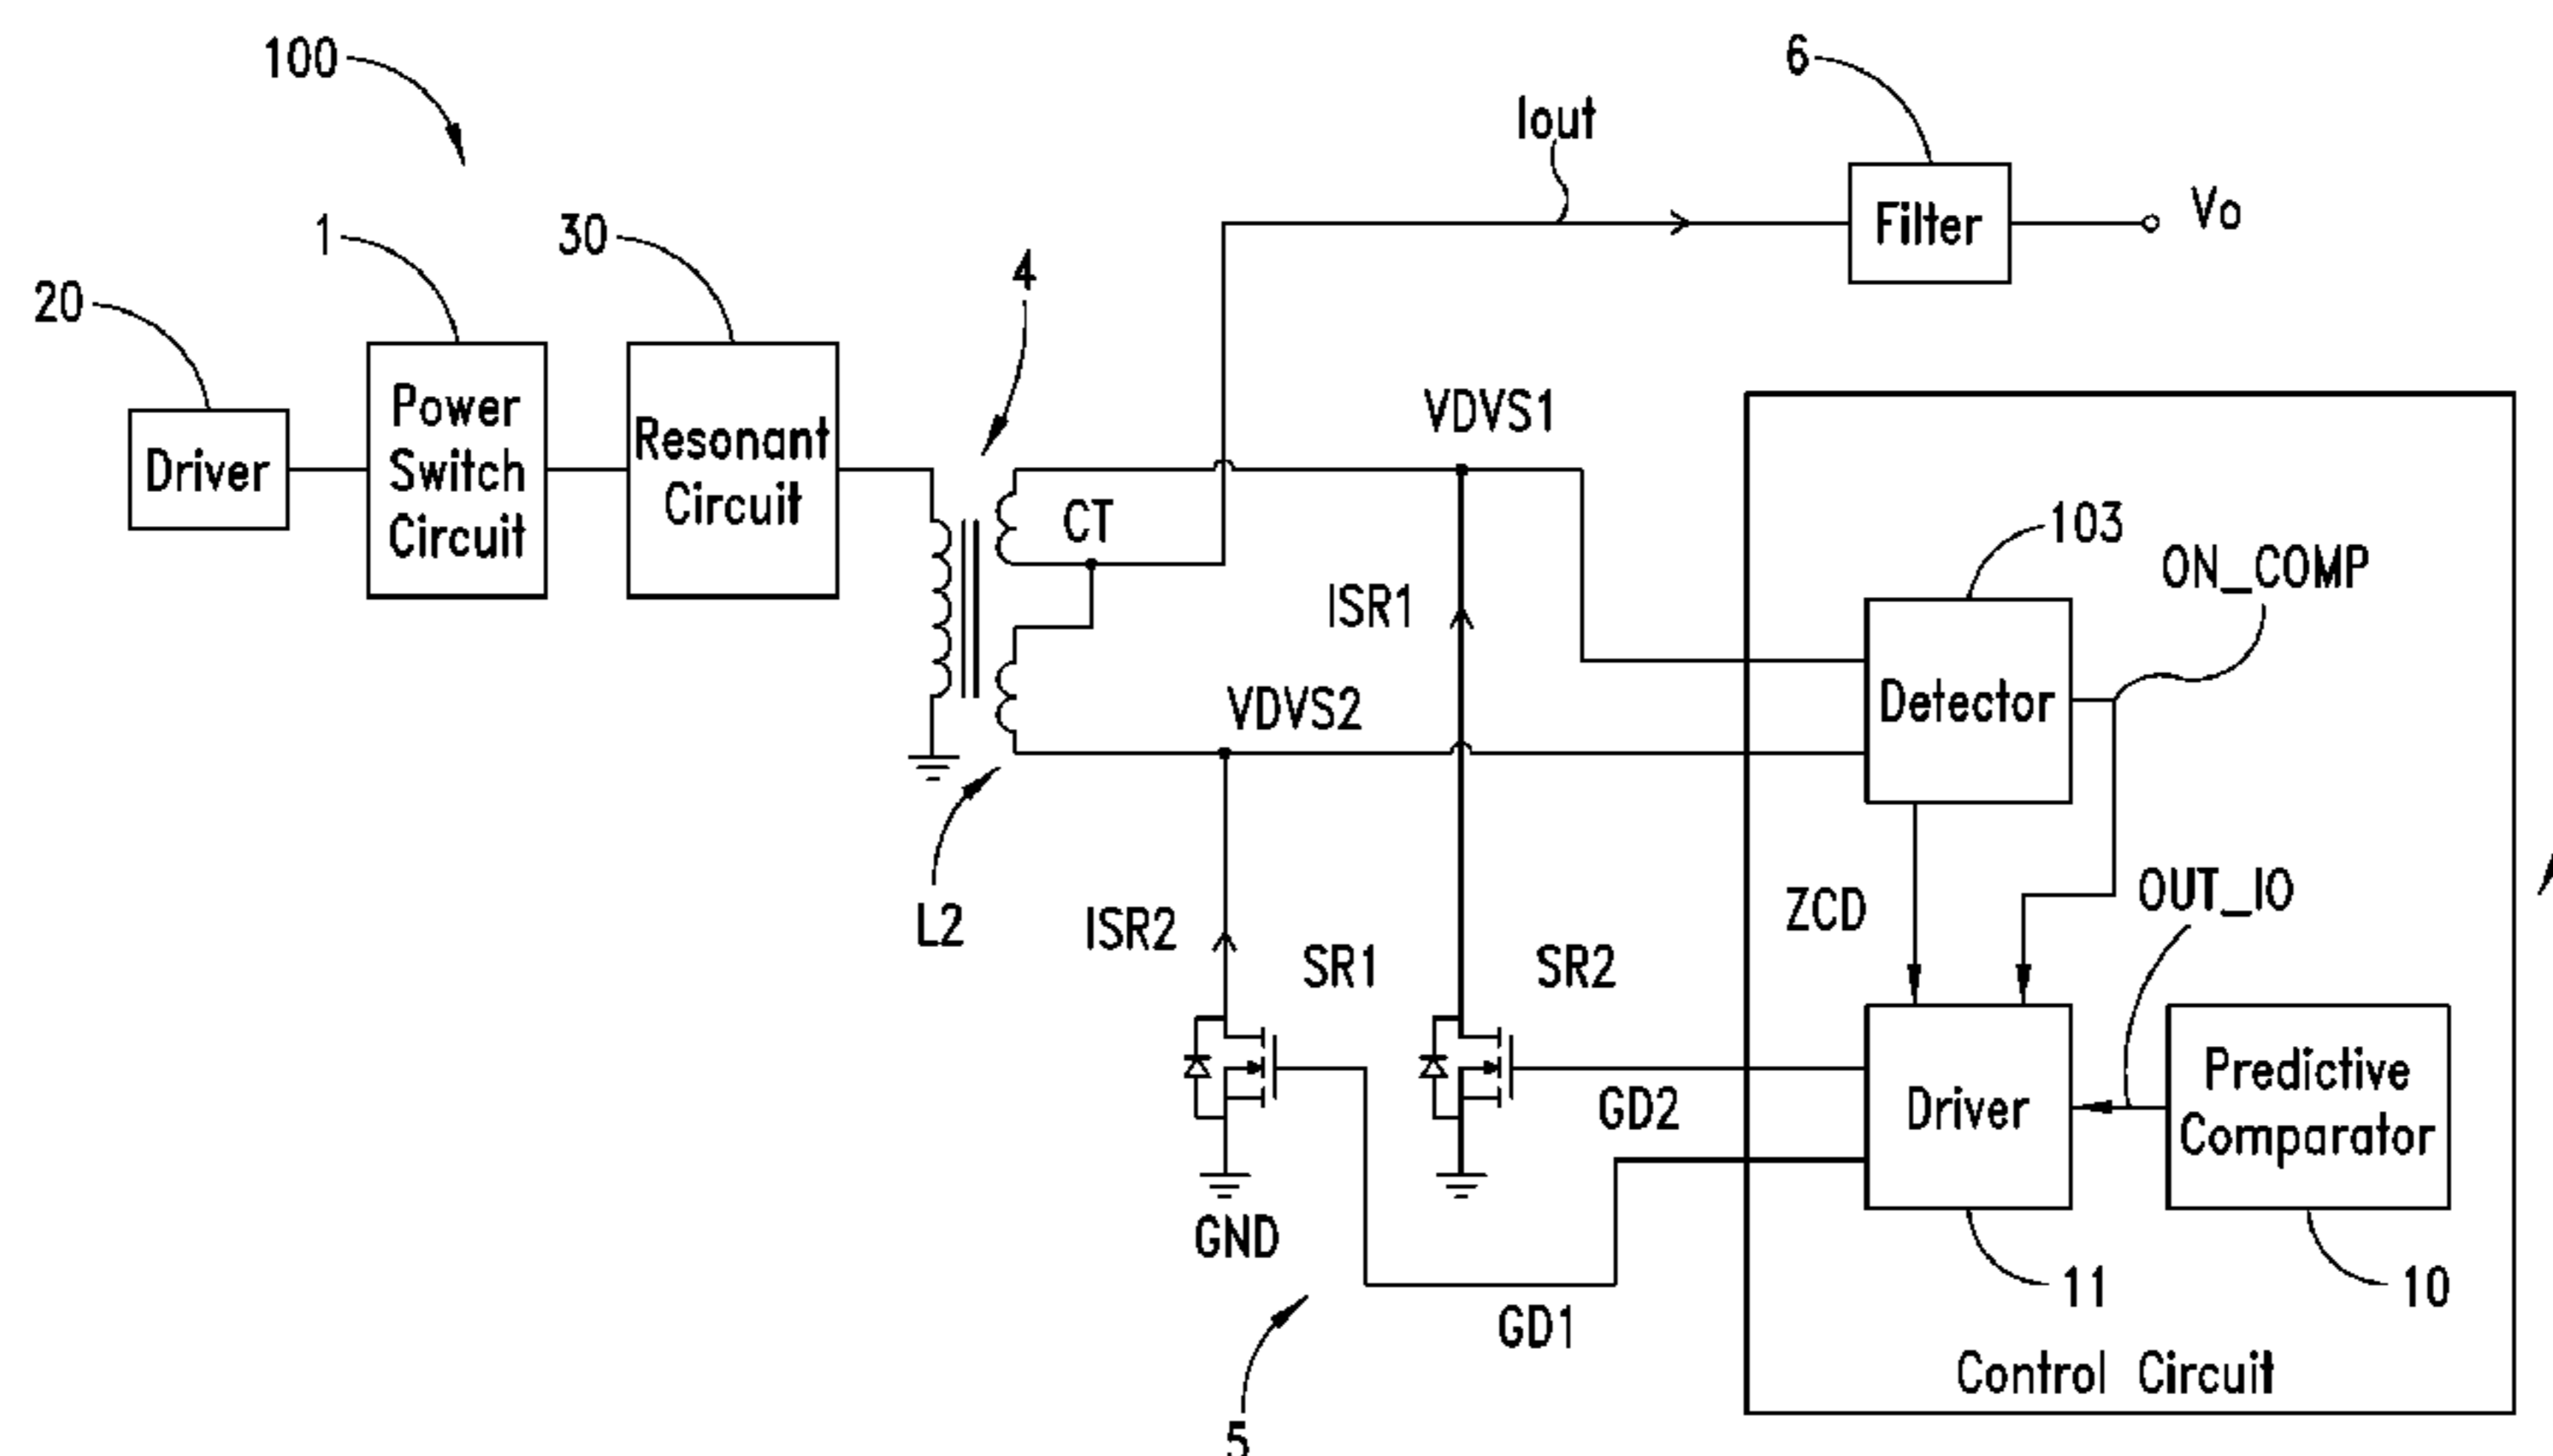 100
6
Iout
1
30
20
4
Filter
Vo
Driver
Power
Switch
Circuit
Resonant
Circuit
VDVS1
CT
103
ON_COMP
ISR1
Detector
VDVS2
L2
ISR2
ZCD
OUT_IO
SR1
SR2
Driver
Predictive
Comparator
GD2
GND
11
10
GD1
Control Circuit
5